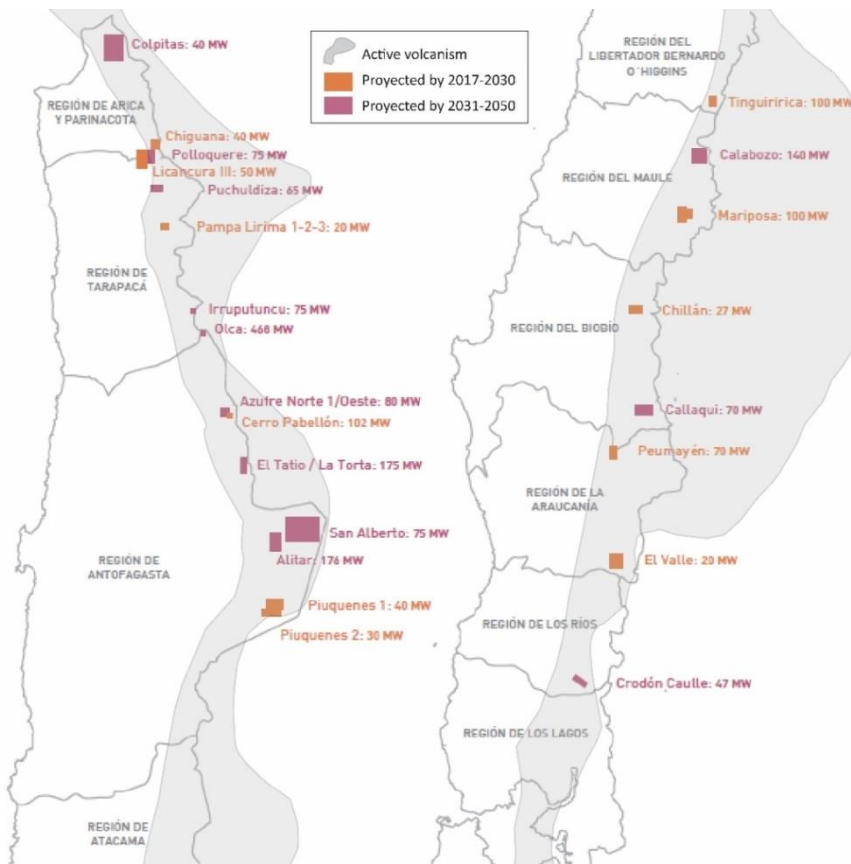 Colpitas: 40 MW
REGIÓN DE ARICA
Y PARINACOTA
Chiguana: 40 MW
Polloquere: 75 MW
Licancura III: 50 MW
Puchuldiza: 65 MW
Pampa Lirima 1-2-3: 20 MW
REGIÓN DE
TARAPACÁ
Irruputuncu: 75 MW
Olca: 460 MW
Azufre Norte 1/Oeste: 80 MW
Cerro Pabellón: 102 MW
El Tatio / La Torta: 175 MW
San Alberto: 75 MW
REGIÓN DE
ANTOFAGASTA
Alitar: 176 MW
Piuquenes 1: 40 MW
Piuquenes 2: 30 MW
REGIÓN DE
ATACAMA
Active volcanism
Proyected by 2017-2030
Proyected by 2031-2050
REGIÓN DEL
LIBERTADOR BERNARDO
O´HIGGINS
Tinguiririca: 100 MW
Calabozo: 140 MW
REGIÓN DEL MAULE
Mariposa: 100 MW
Chillán: 27 MW
REGIÓN DEL BIOBÍO
Callaqui: 70 MW
Peumayén: 70 MW
REGIÓN DE LA
ARAUCANÍA
El Valle: 20 MW
REGIÓN DE LOS RÍOS
Crodón Caulle: 47 MW
REGIÓN DE LOS LAGOS